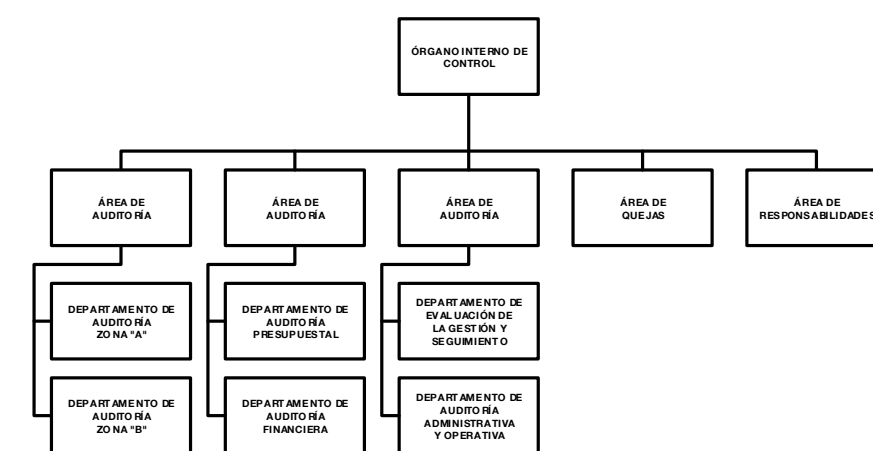 ÓRGANO INTERNO DE
CONTROL
ÁREA DE
AUDITORÍA
ÁREA DE
AUDITORÍA
ÁREA DE
AUDITORÍA
ÁREA DE
QUEJAS
ÁREA DE
RESPONSABILIDADES
DEPARTAMENTO DE
AUDITORÍA
ZONA "A"
DEPARTAMENTO DE
AUDITORÍA
PRESUPUESTAL
DEPARTAMENTO DE
EVALUACIÓN DE
LA GESTIÓN Y
SEGUIMIENTO
DEPARTAMENTO DE
AUDITORÍA
ZONA "B"
DEPARTAMENTO DE
AUDITORÍA
FINANCIERA
DEPARTAMENTO DE
AUDITORÍA
ADMINISTRATIVA
Y OPERATIVA